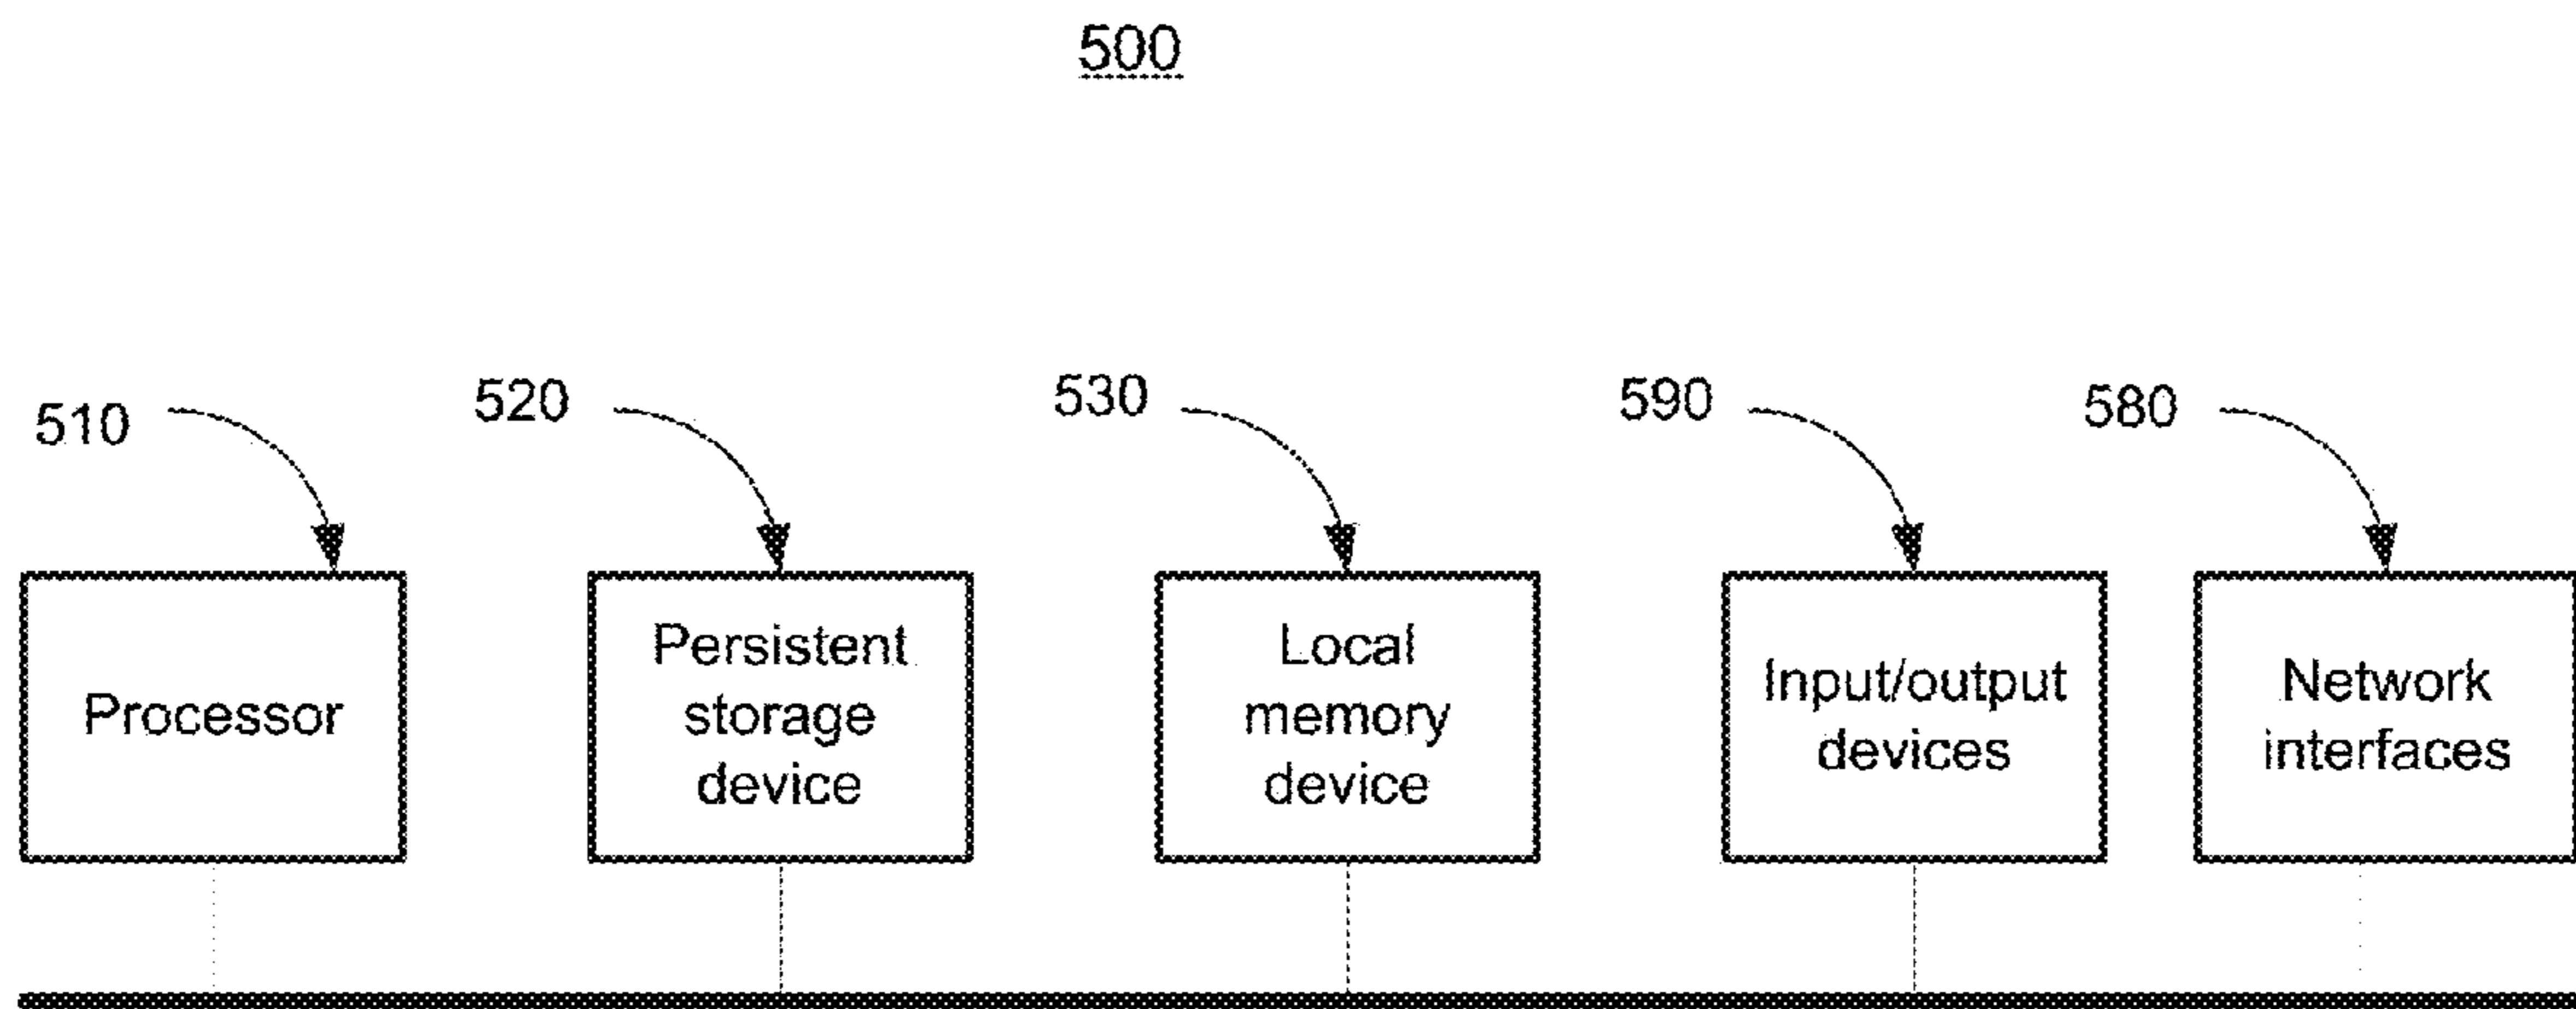 500
510
520
530
590
580
Processor
Persistent
storage
device
Local
memory
device
Input/output
devices
Network
interfaces